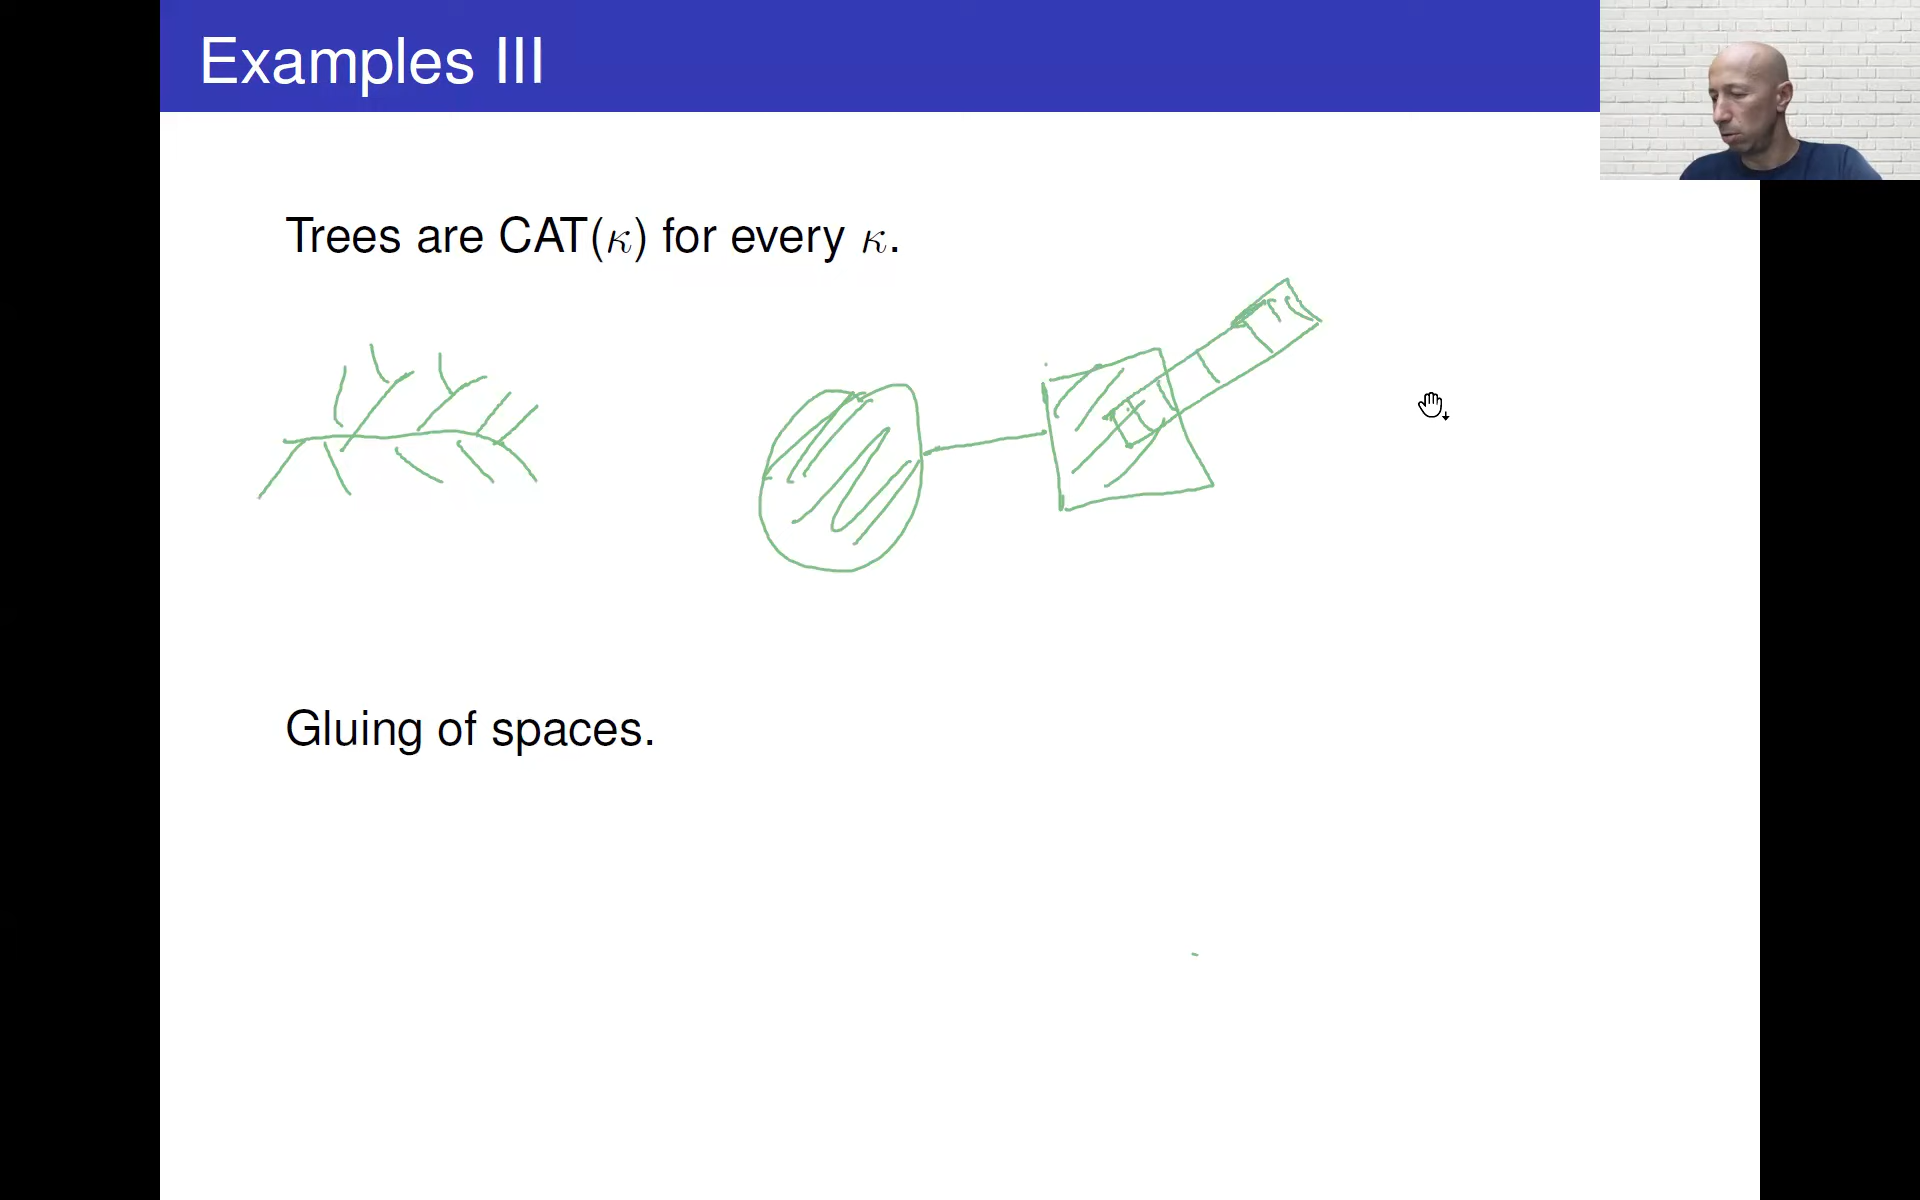 Examples III
Trees are CAT(κ) for every κ.
Gluing of spaces.